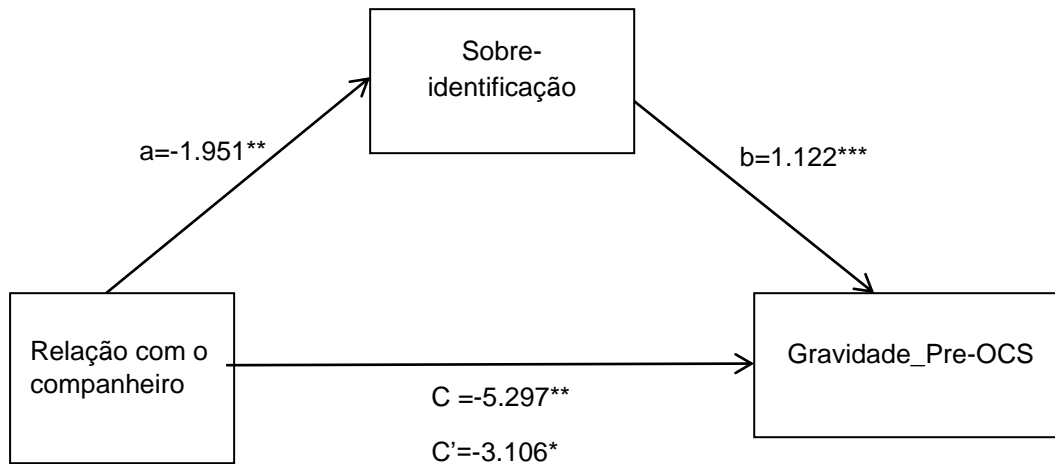 Sobre-
identificação
a=-1.951**
b=1.122***
Relação com o
companheiro
Gravidade_Pre-OCS
C =-5.297**
C’=-3.106*